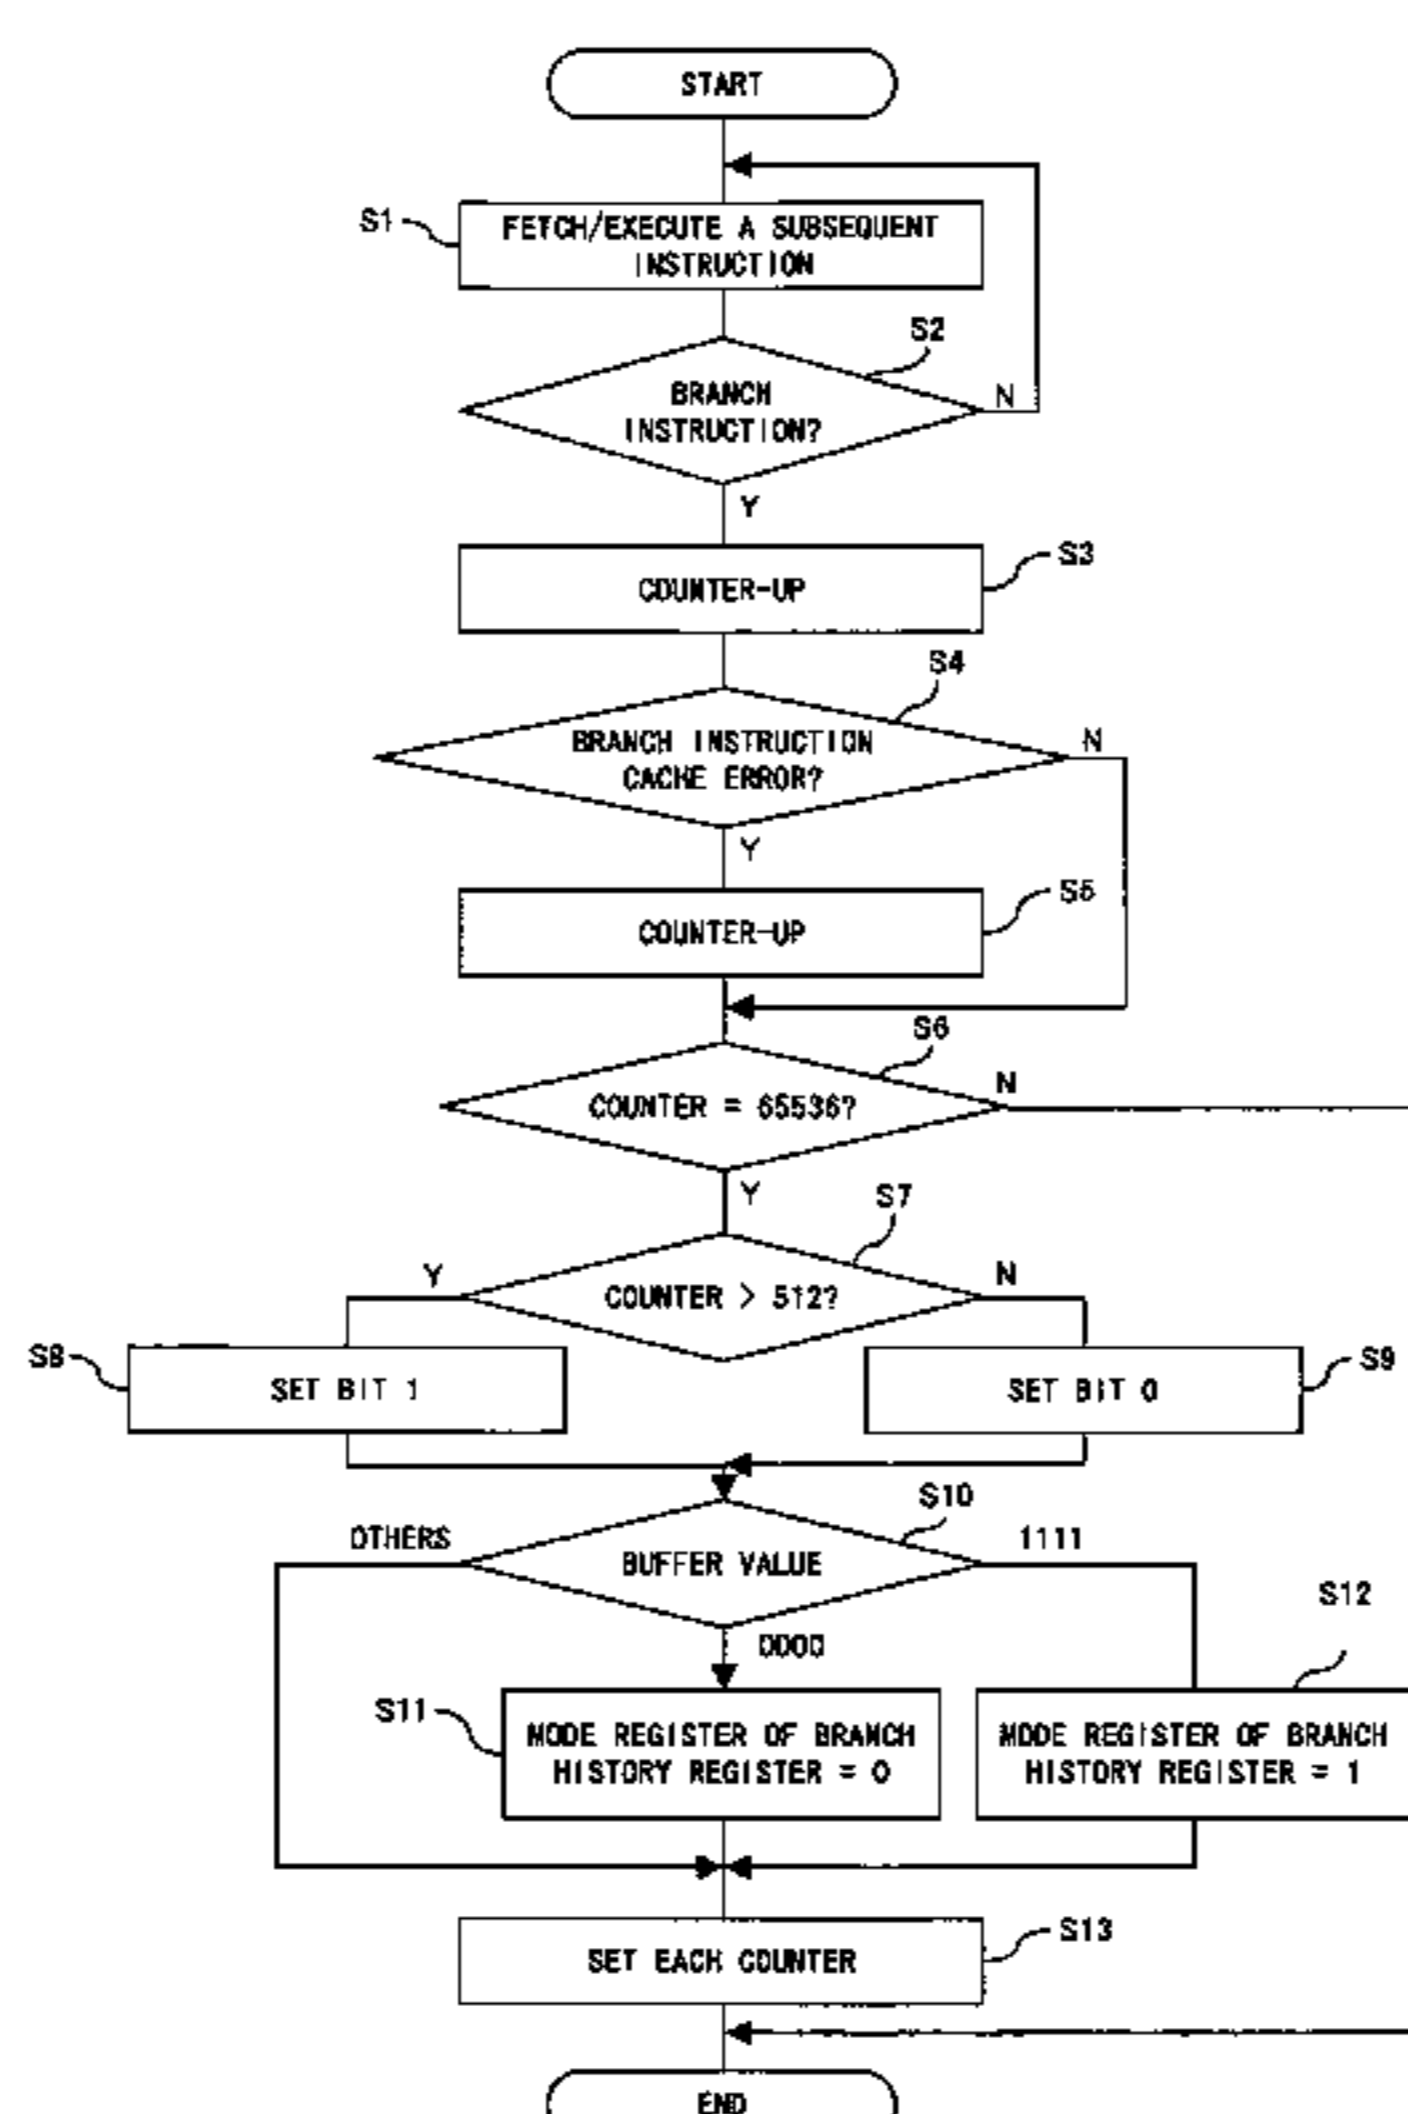 START
S1
FETCH/EXECUTE A SUBSEQUENT
INSTRUCTION
S2
BRANCH
INSTRUCTION?
N
Y
S3
COUNTER-UP
S4
BRANCH INSTRUCTION
CACHE ERROR?
N
Y
S5
COUNTER-UP
S6
COUNTER = 65536?
N
Y
S7
COUNTER > 512?
Y
N
S8
SET BIT 1
SET BIT 0
S9
S10
OTHERS
BUFFER VALUE
1111
0000
S12
S11
MODE REGISTER OF BRANCH
HISTORY REGISTER = 0
MODE REGISTER OF BRANCH
HISTORY REGISTER = 1
S13
SET EACH COUNTER
END